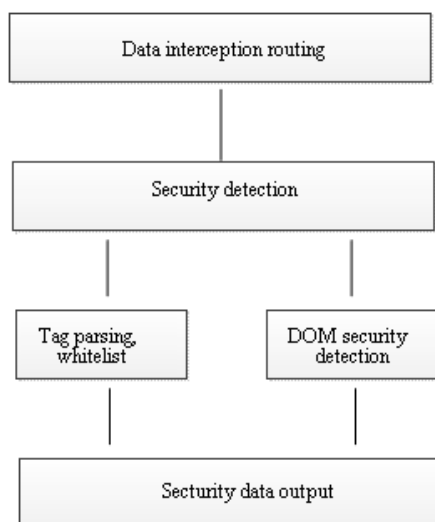 Data interception routing
Security detection
Tag parsing,
whitelist
DOM security
detection
Secturity data output